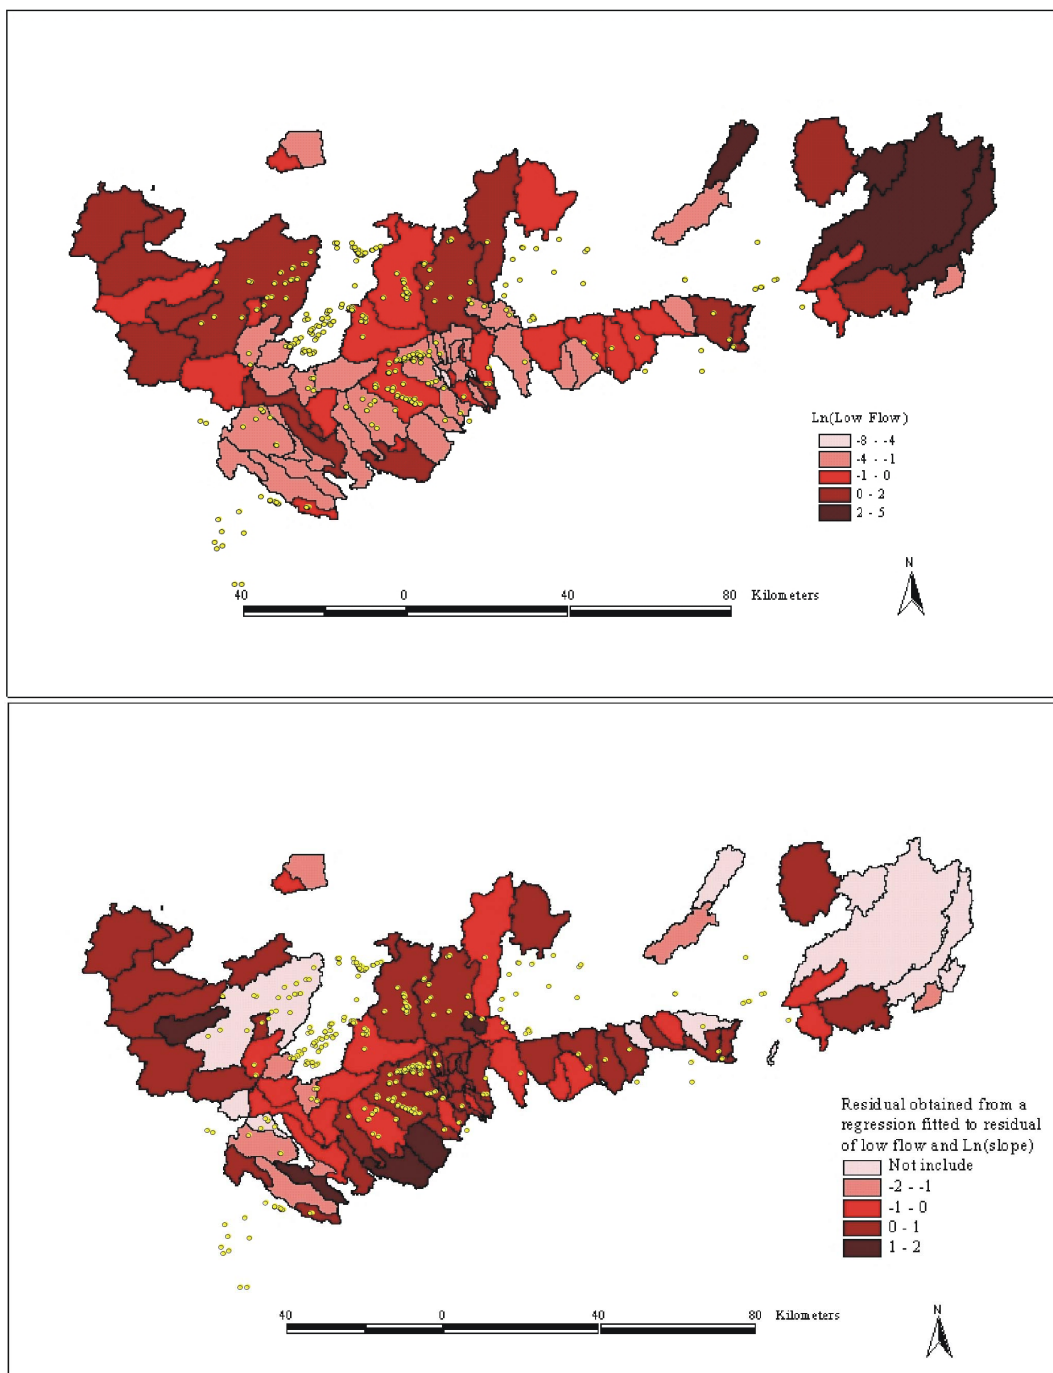 Ln(Low Flow)
-8 - -4
-4 - -1
-1 - 0
0 - 2
2 - 5
N
40 0 40 80 Kilometers
Residual obtained from a
regression fitted to residual
of low flow and Ln(slope)
Not include
-2 - -1
-1 - 0
0 - 1
1 - 2
N
40 0 40 80 Kilometers